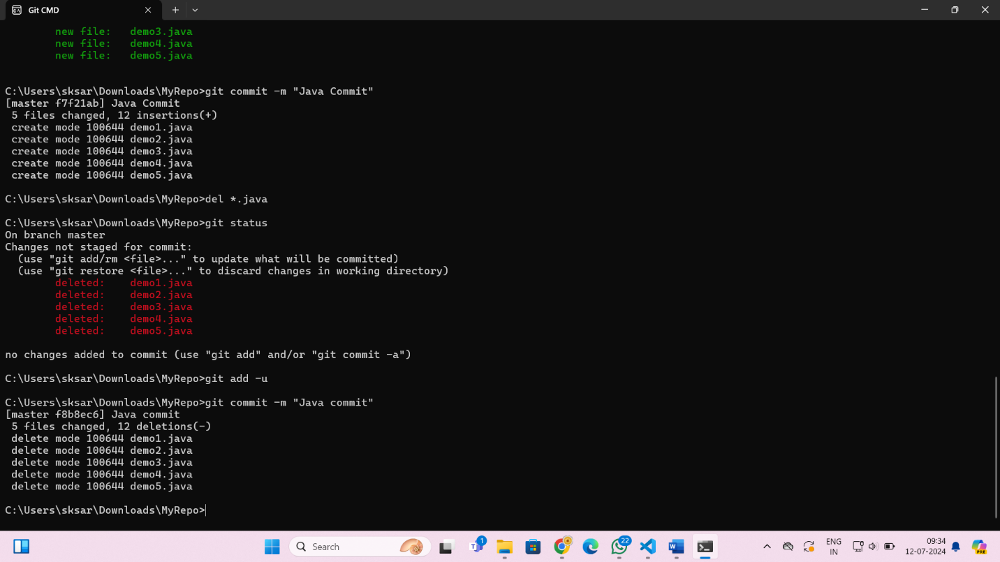 Git CMD
new file:   demo3.java
new file:   demo4.java
new file:   demo5.java
C:\Users\sksar\Downloads\MyRepo>git commit -m "Java Commit"
[master f7f21ab] Java Commit
 5 files changed, 12 insertions(+)
 create mode 100644 demo1.java
 create mode 100644 demo2.java
 create mode 100644 demo3.java
 create mode 100644 demo4.java
 create mode 100644 demo5.java
C:\Users\sksar\Downloads\MyRepo>del *.java
C:\Users\sksar\Downloads\MyRepo>git status
On branch master
Changes not staged for commit:
  (use "git add/rm <file>..." to update what will be committed)
  (use "git restore <file>..." to discard changes in working directory)
deleted:    demo1.java
deleted:    demo2.java
deleted:    demo3.java
deleted:    demo4.java
deleted:    demo5.java
no changes added to commit (use "git add" and/or "git commit -a")
C:\Users\sksar\Downloads\MyRepo>git add -u
C:\Users\sksar\Downloads\MyRepo>git commit -m "Java commit"
[master f8b8ec6] Java commit
 5 files changed, 12 deletions(-)
 delete mode 100644 demo1.java
 delete mode 100644 demo2.java
 delete mode 100644 demo3.java
 delete mode 100644 demo4.java
 delete mode 100644 demo5.java
C:\Users\sksar\Downloads\MyRepo>
Search
1
22
ENG
IN
09:34
12-07-2024
PRE